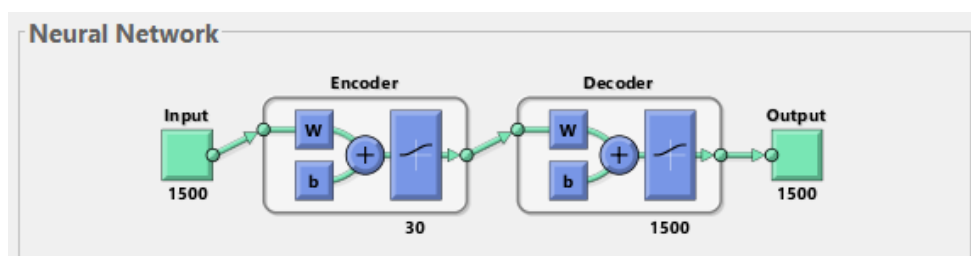 Neural Network
Encoder
Decoder
Input
W
b
W
b
Output
1500
30
1500
1500